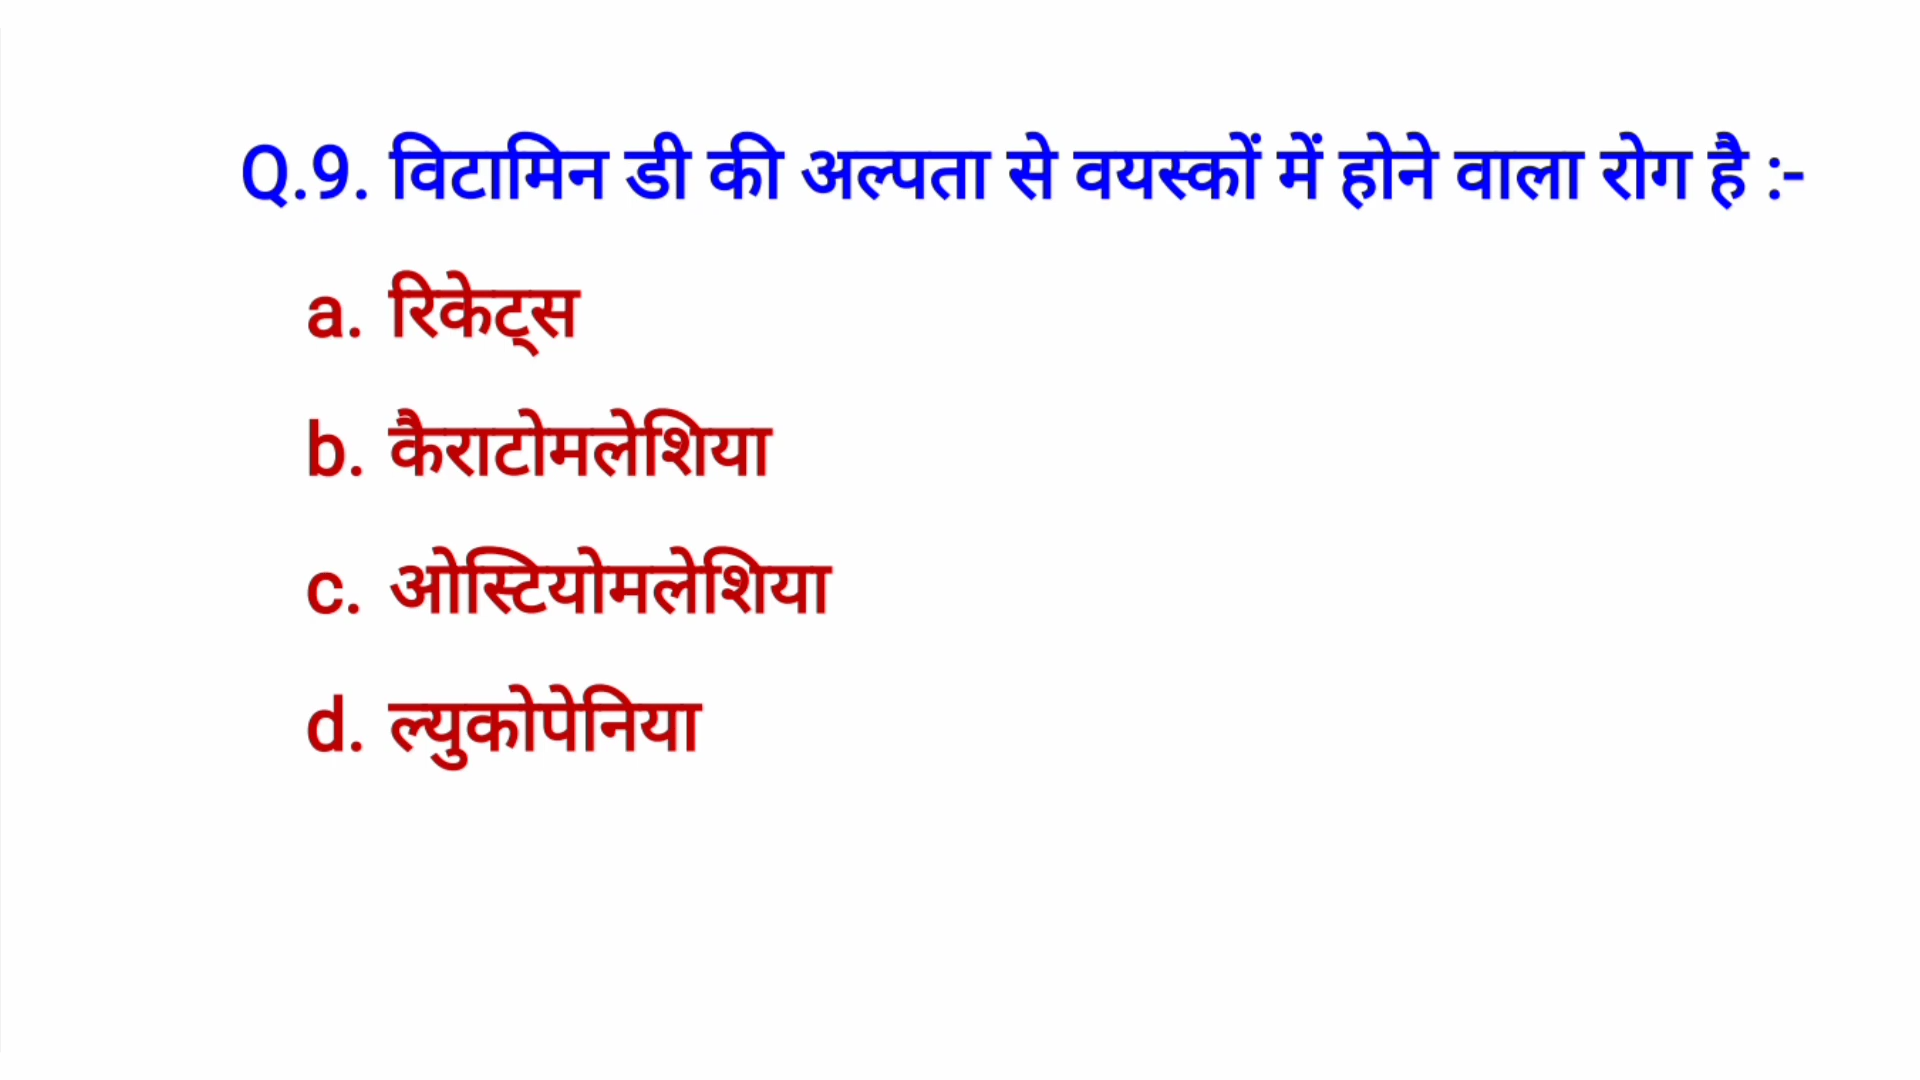 Q.9. विटामिन डी की अल्पता से वयस्कों में होने वाला रोग है :-
a. रिकेट्स
b. कैराटोमलेशिया
c. ओस्टियोमलेशिया
d. ल्युकोपेनिया